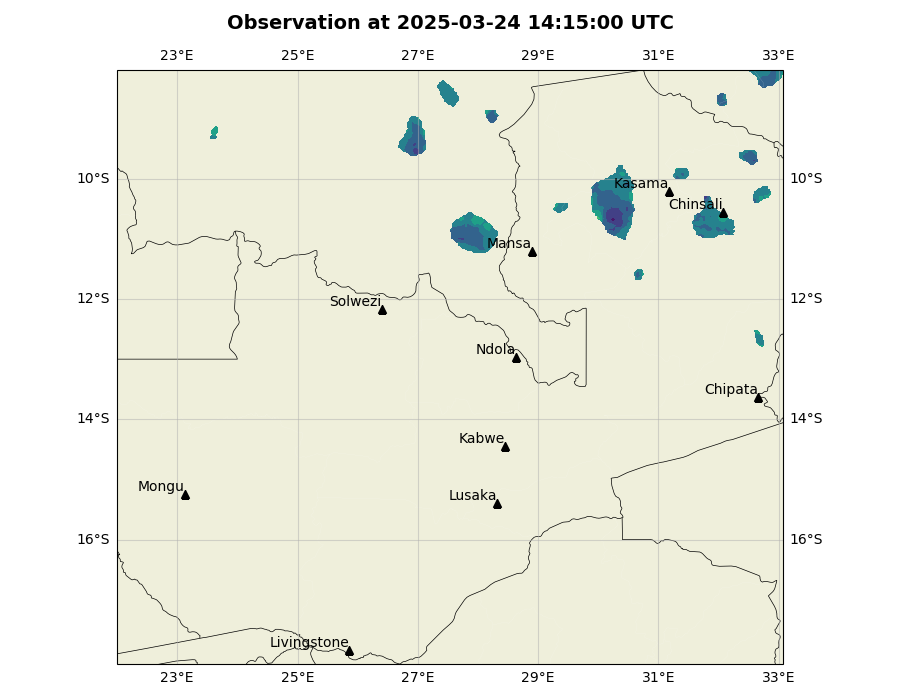 Observation at 2025-03-24 14:15:00 UTC
23°E 25°E 27°E 29°E 31°E 33°E
10°S 10°S
Kasama
Chinsali
Mansa
12°S 12°S
Solwezi
Ndola
Chipata
14°S 14°S
Kabwe
Mongu
Lusaka
16°S 16°S
Livingstone
23°E 25°E 27°E 29°E 31°E 33°E